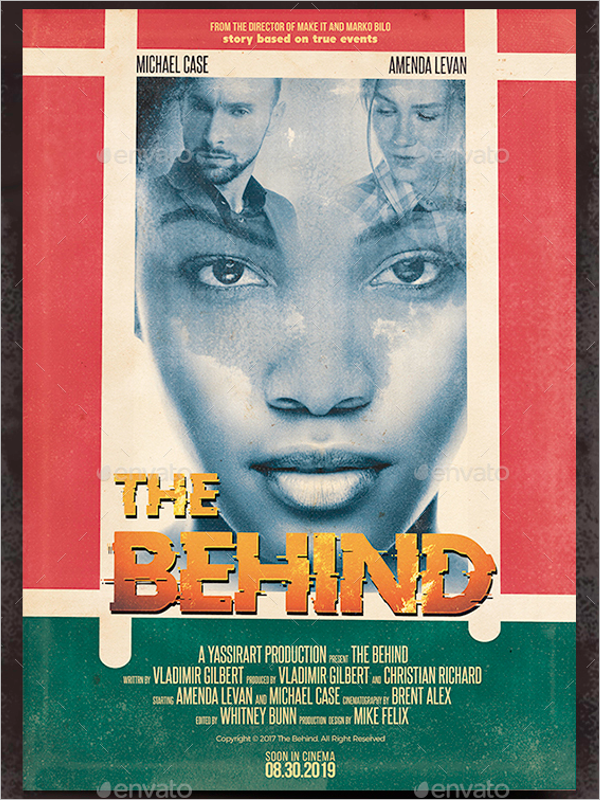 FROM THE DIRECTOR OF MAKE IT AND MARKO BILO
story based on true events
MICHAEL CASE AMENDA LEVAN
envato envato
envato envato
THE
BEHIND
A YASSIRART PRODUCTION PRESENT THE BEHIND
WRITTRN BY VLADIMIR GILBERT PRODUCED BY VLADIMIR GILBERT AND CHRISTIAN RICHARD
STARTING AMENDA LEVAN AND MICHAEL CASE CINEMATOGRAPHY BY BRENT ALEX
EDITED BY WHITNEY BUNN PRODUCTION DESIGN BY MIKE FELIX
Copyright © 2017 The Behind. All Right Reserved
SOON IN CINEMA
08.30.2019
envato envato